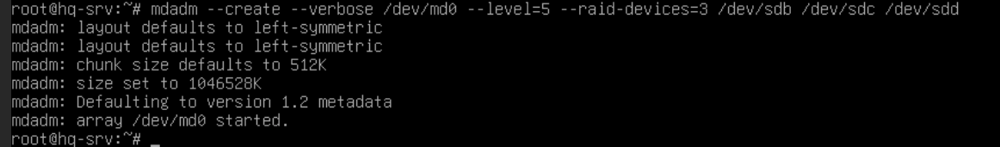 root@hq-srv:~# mdadm --create --verbose /dev/md0 --level=5 --raid-devices=3 /dev/sdb /dev/sdc /dev/sdd
mdadm: layout defaults to left-symmetric
mdadm: layout defaults to left-symmetric
mdadm: chunk size defaults to 512K
mdadm: size set to 1046528K
mdadm: Defaulting to version 1.2 metadata
mdadm: array /dev/md0 started.
root@hq-srv:~# _